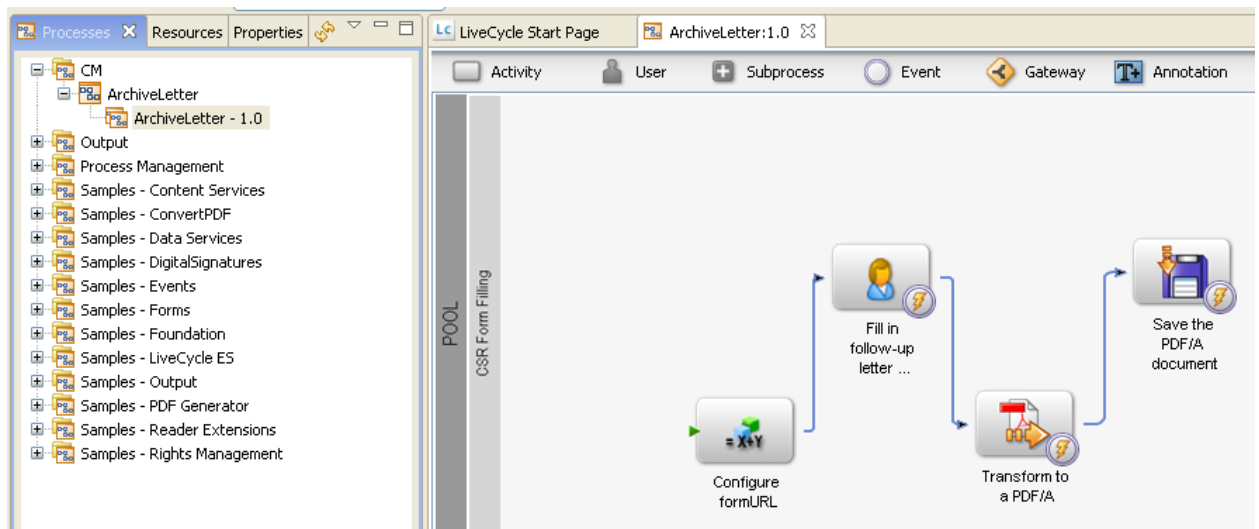 Processes
Resources
Properties
Lc LiveCycle Start Page
ArchiveLetter:1.0
Activity
User
Subprocess
Event
Gateway
T+ Annotation
CM
ArchiveLetter
ArchiveLetter - 1.0
Output
Process Management
Samples - Content Services
Samples - ConvertPDF
Samples - Data Services
Samples - DigitalSignatures
Samples - Events
Samples - Forms
Samples - Foundation
Samples - LiveCycle ES
Samples - Output
Samples - PDF Generator
Samples - Reader Extensions
Samples - Rights Management
POOL
CSR Form Filling
= X+Y
Configure
formURL
Fill in
follow-up
letter ...
Transform to
a PDF/A
Save the
PDF/A
document